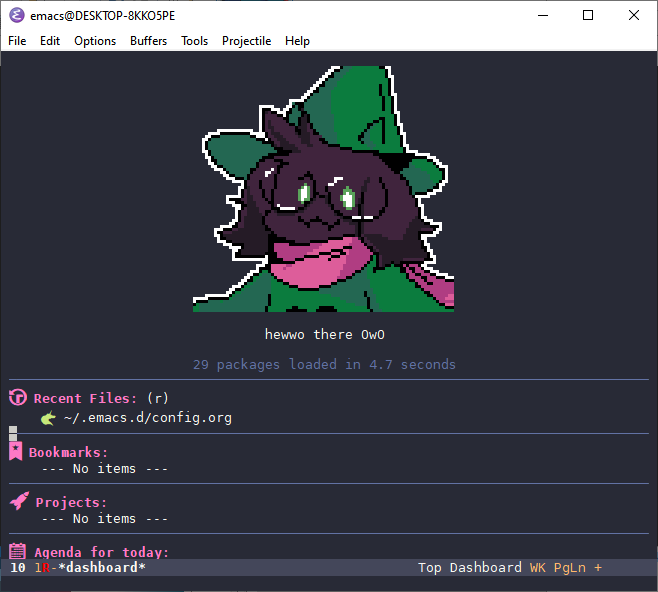 emacs@DESKTOP-8KKO5PE
File Edit Options Buffers Tools Projectile Help
hewwo there OwO
29 packages loaded in 4.7 seconds
Recent Files: (r)
~/.emacs.d/config.org
Bookmarks:
--- No items ---
Projects:
--- No items ---
Agenda for today:
10 1R-*dashboard* Top Dashboard WK PgLn +